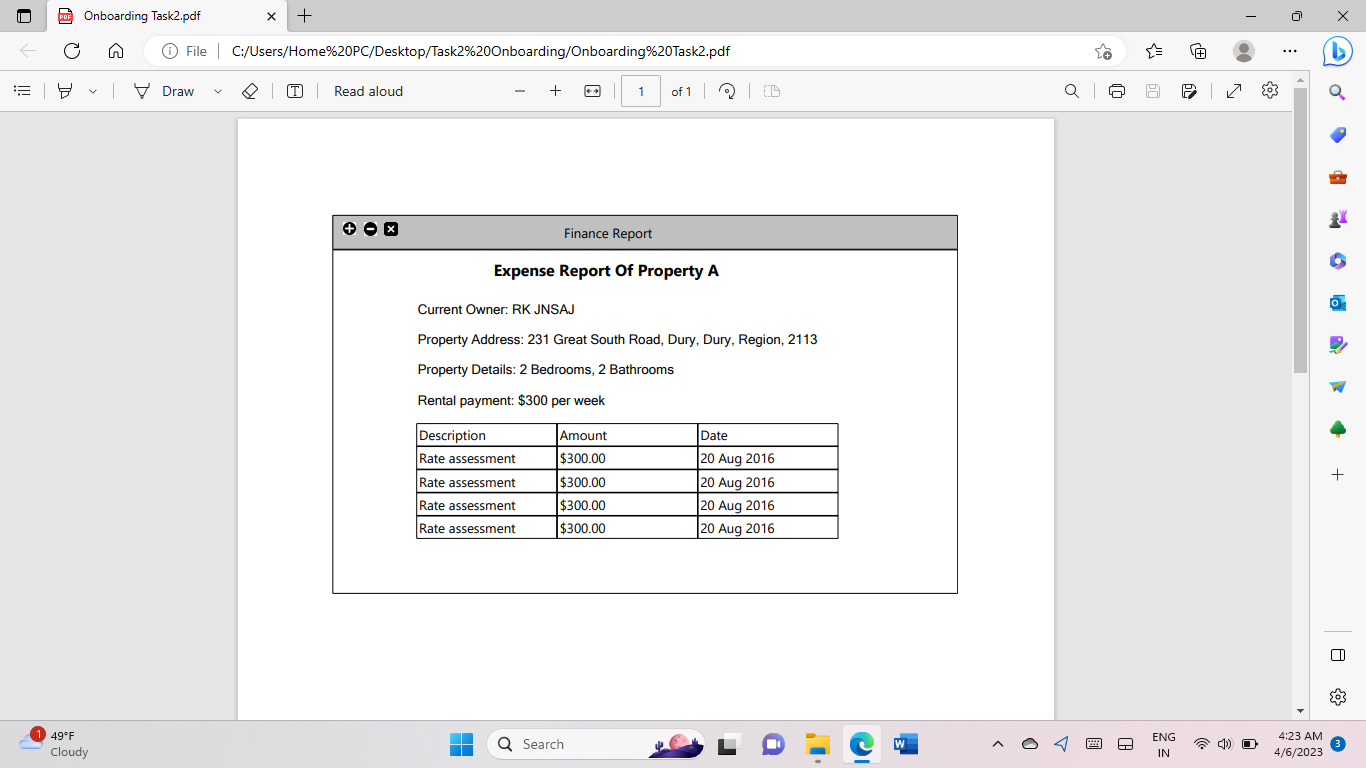 Onboarding Task2.pdf
File
C:/Users/Home%20PC/Desktop/Task2%20Onboarding/Onboarding%20Task2.pdf
Draw
Read aloud
1
of 1
Finance Report
Expense Report Of Property A
Current Owner: RK JNSAJ
Property Address: 231 Great South Road, Dury, Dury, Region, 2113
Property Details: 2 Bedrooms, 2 Bathrooms
Rental payment: $300 per week
Description Amount Date
Rate assessment $300.00 20 Aug 2016
Rate assessment $300.00 20 Aug 2016
Rate assessment $300.00 20 Aug 2016
Rate assessment $300.00 20 Aug 2016
1
49°F
Cloudy
Search
ENG
IN
4:23 AM
4/6/2023
3